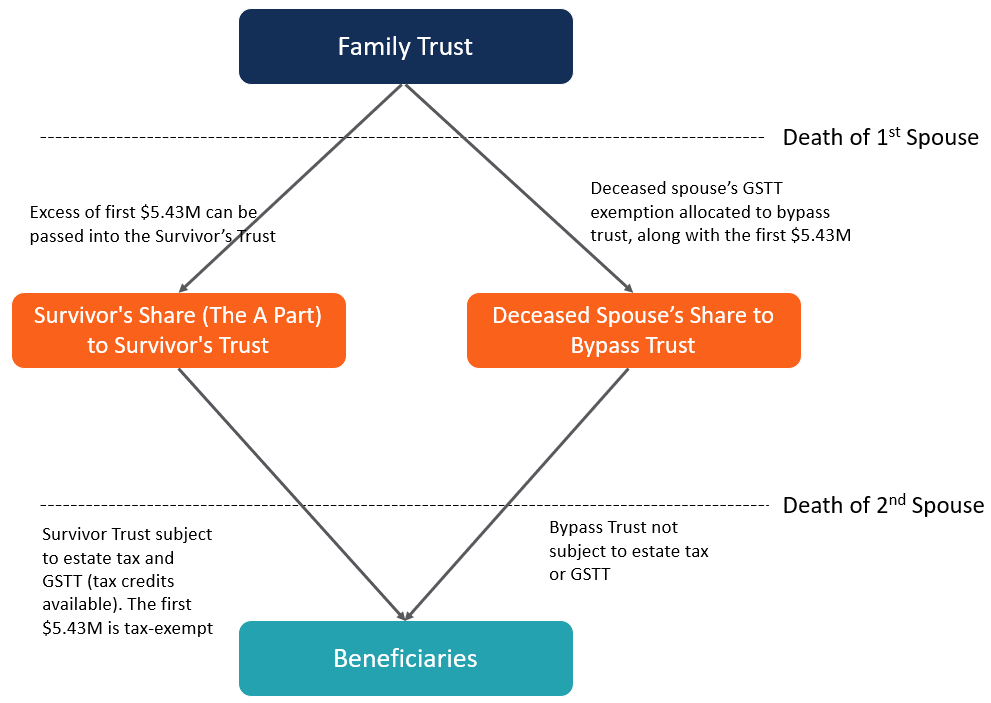 Family Trust
Death of 1st Spouse
Excess of first $5.43M can be
passed into the Survivor’s Trust
Deceased spouse’s GSTT
exemption allocated to bypass
trust, along with the first $5.43M
Survivor's Share (The A Part)
to Survivor's Trust
Deceased Spouse’s Share to
Bypass Trust
Death of 2nd Spouse
Survivor Trust subject
to estate tax and
GSTT (tax credits
available). The first
$5.43M is tax-exempt
Bypass Trust not
subject to estate tax
or GSTT
Beneficiaries